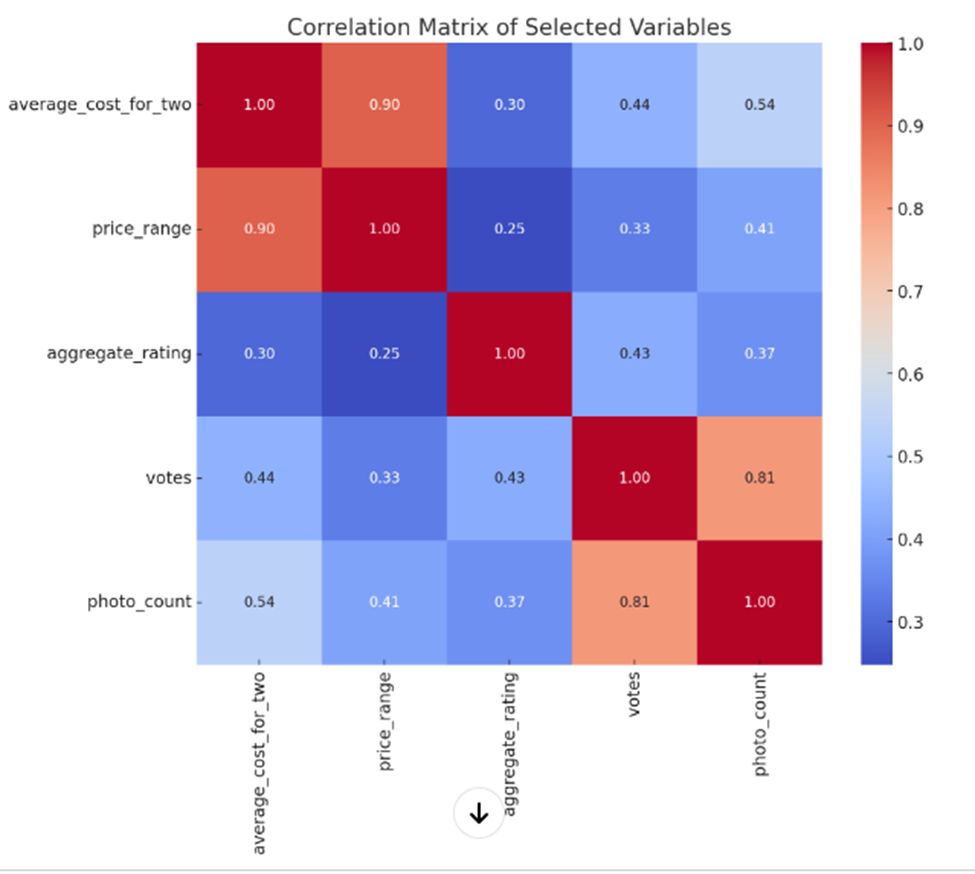 Correlation Matrix of Selected Variables
average_cost_for_two 1.00 0.90 0.30 0.44 0.54
price_range 0.90 1.00 0.25 0.33 0.41
aggregate_rating 0.30 0.25 1.00 0.43 0.37
votes 0.44 0.33 0.43 1.00 0.81
photo_count 0.54 0.41 0.37 0.81 1.00
average_cost_for_two
price_range
aggregate_rating
votes
photo_count
1.0
0.9
0.8
0.7
0.6
0.5
0.4
0.3